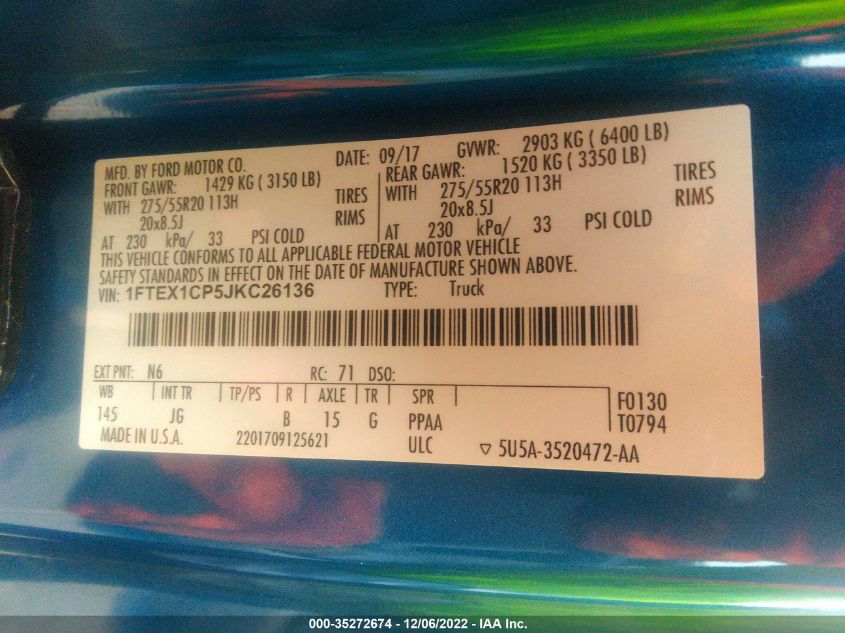 MFD. BY FORD MOTOR CO.
DATE: 09/17 GVWR: 2903 KG ( 6400 LB)
FRONT GAWR: 1429 KG ( 3150 LB)
WITH 275/55R20 113H TIRES
20x8.5J RIMS
AT 230 kPa/ 33 PSI COLD
REAR GAWR: 1520 KG ( 3350 LB)
WITH 275/55R20 113H TIRES
20x8.5J RIMS
AT 230 kPa/ 33 PSI COLD
THIS VEHICLE CONFORMS TO ALL APPLICABLE FEDERAL MOTOR VEHICLE
SAFETY STANDARDS IN EFFECT ON THE DATE OF MANUFACTURE SHOWN ABOVE.
VIN: 1FTEX1CP5JKC26136 TYPE: Truck
EXT PNT: N6 RC: 71 DSO:
WB INT TR TP/PS R AXLE TR SPR
145 JG B 15 G PPAA
F0130
T0794
MADE IN U.S.A. 2201709125621 ULC ▽ 5U5A-3520472-AA
000-35272674 - 12/06/2022 - IAA Inc.